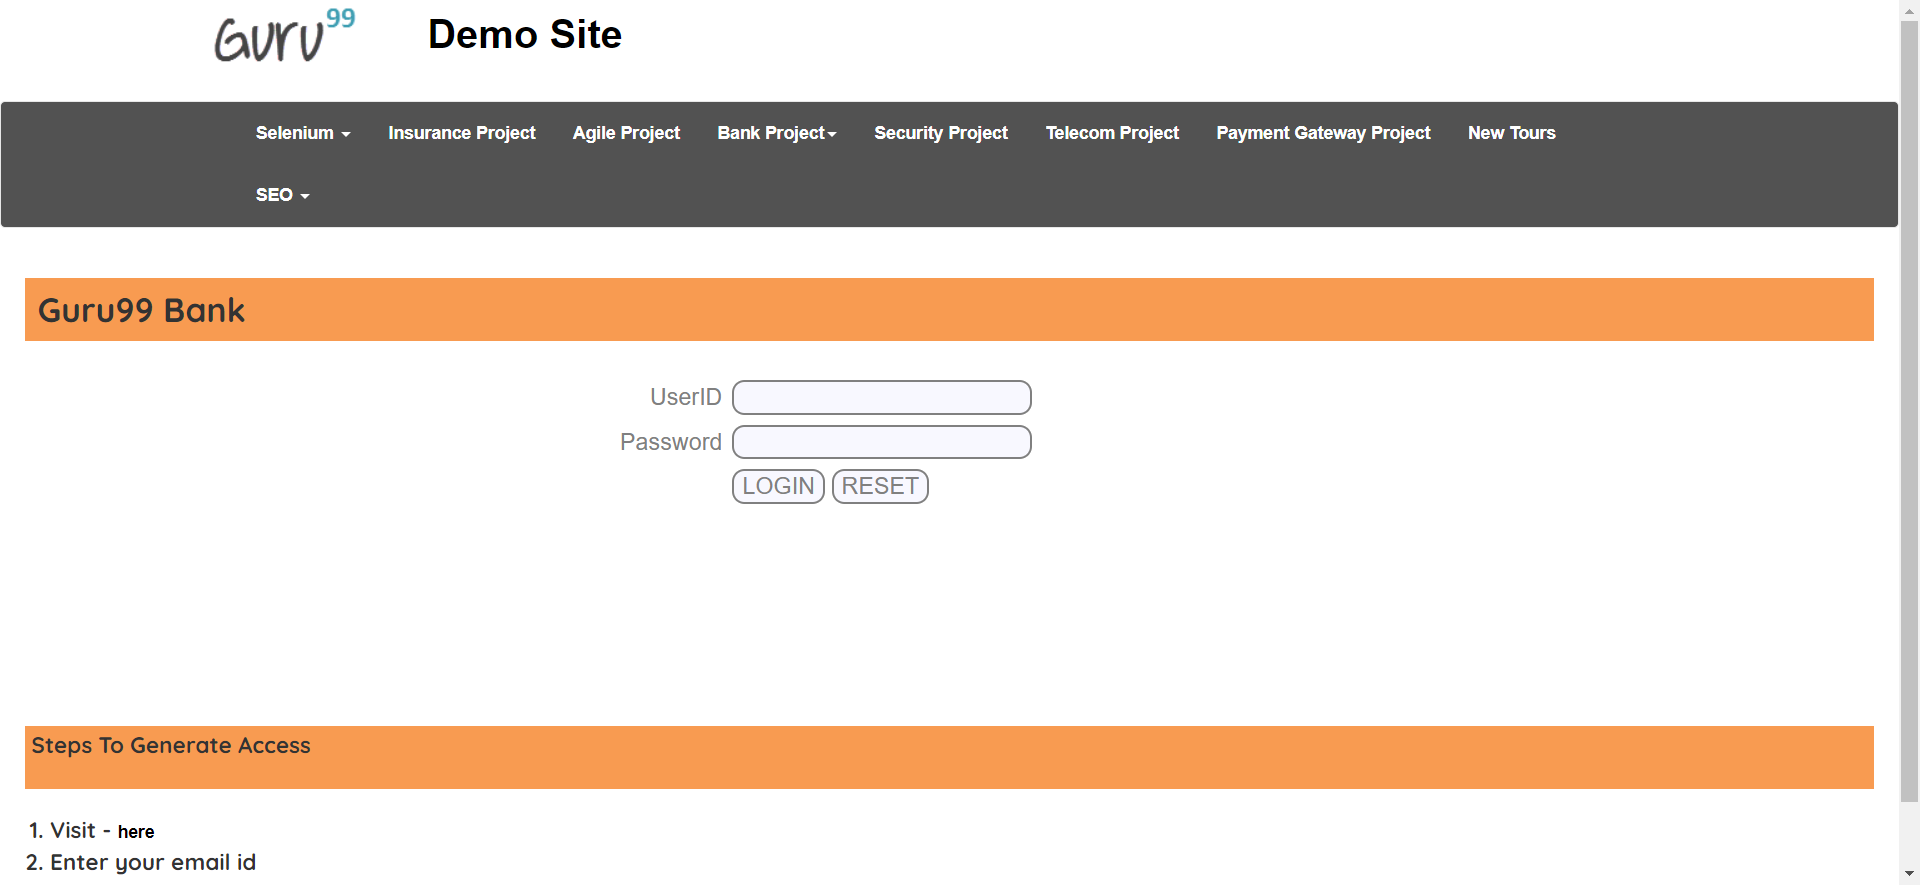 Guru99 Demo Site
Selenium Insurance Project Agile Project Bank Project Security Project Telecom Project Payment Gateway Project New Tours
SEO
Guru99 Bank
UserID
Password
LOGIN RESET
Steps To Generate Access
1. Visit - here
2. Enter your email id